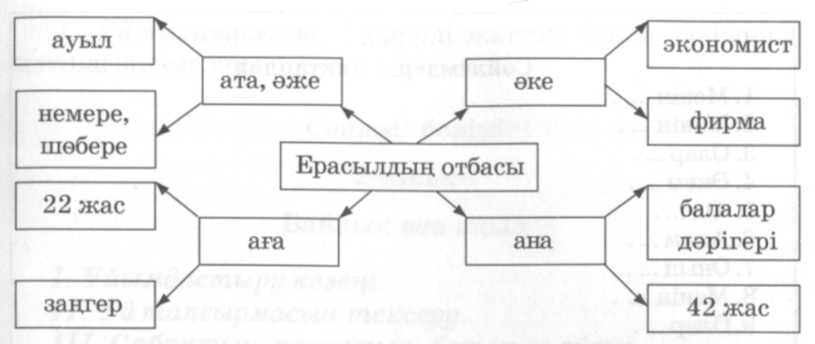 ауыл
экономист
ата, әже
әке
немере,
шөбере
фирма
Ерасылдың отбасы
22 жас
балалар
дәрігері
аға
ана
заңгер
42 жас